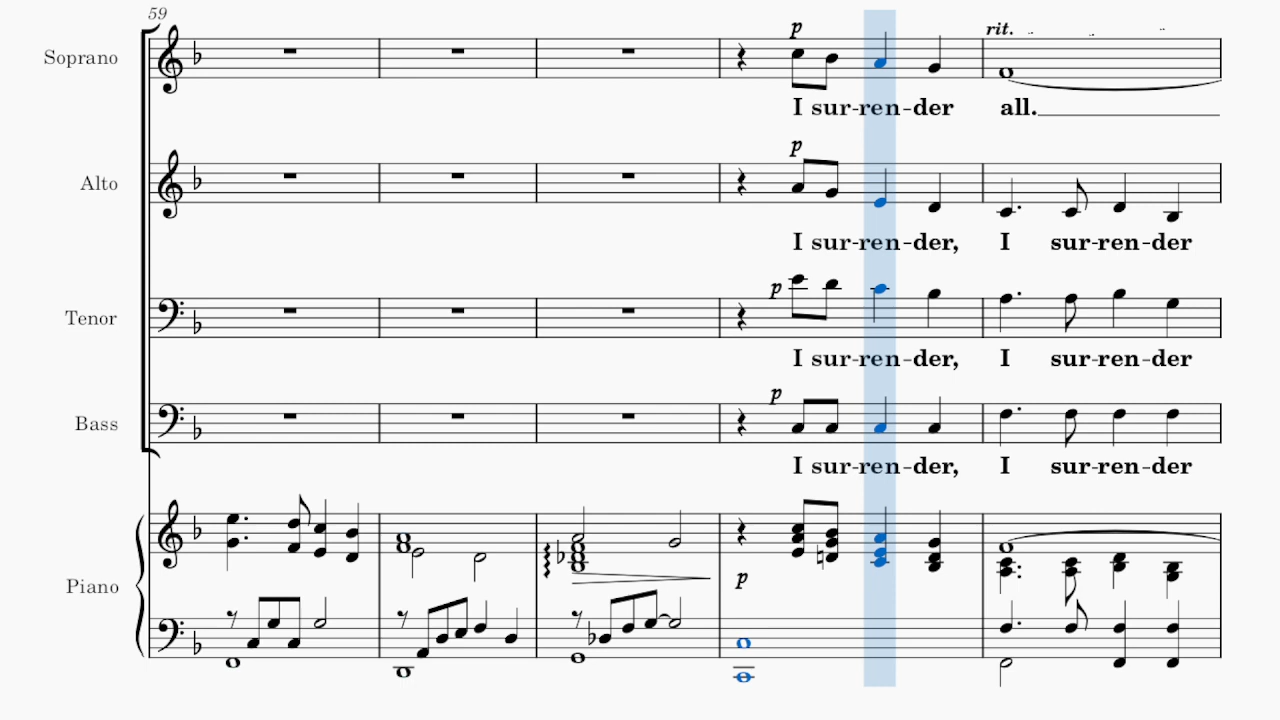 59
Soprano
p
rit.
I sur-ren-der all.
Alto
p
I sur-ren-der, I sur-ren-der
Tenor
p
I sur-ren-der, I sur-ren-der
Bass
p
I sur-ren-der, I sur-ren-der
Piano
p